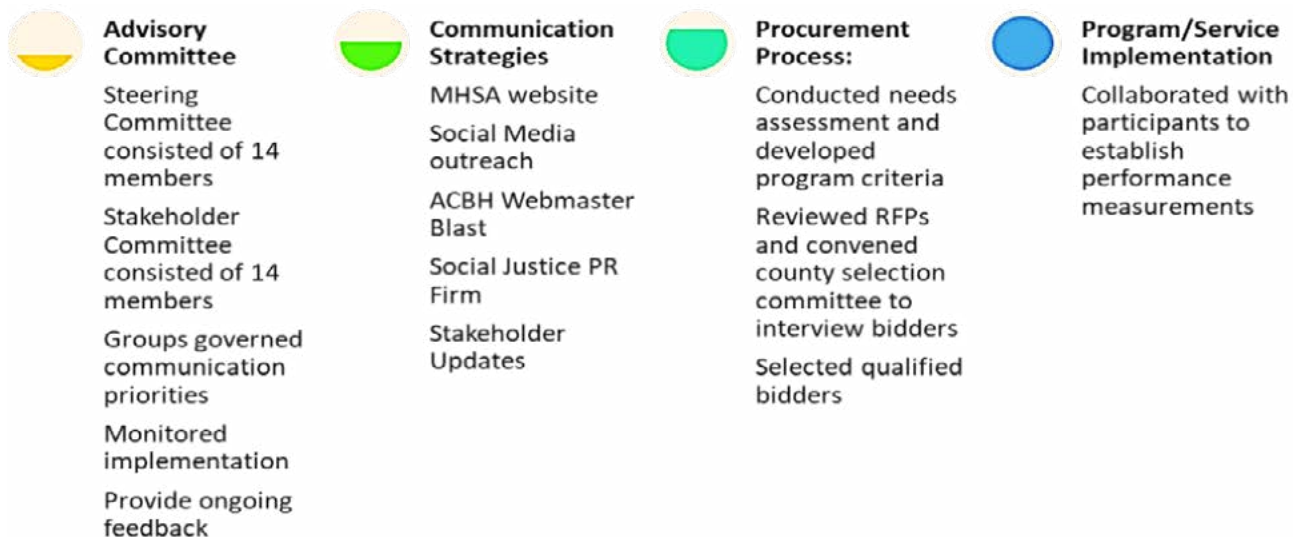 Advisory
Committee
Steering
Committee
consisted of 14
members
Stakeholder
Committee
consisted of 14
members
Groups governed
communication
priorities
Monitored
implementation
Provide ongoing
feedback
Communication
Strategies
MHSA website
Social Media
outreach
ACBH Webmaster
Blast
Social Justice PR
Firm
Stakeholder
Updates
Procurement
Process:
Conducted needs
assessment and
developed
program criteria
Reviewed RFPs
and convened
county selection
committee to
interview bidders
Selected qualified
bidders
Program/Service
Implementation
Collaborated with
participants to
establish
performance
measurements